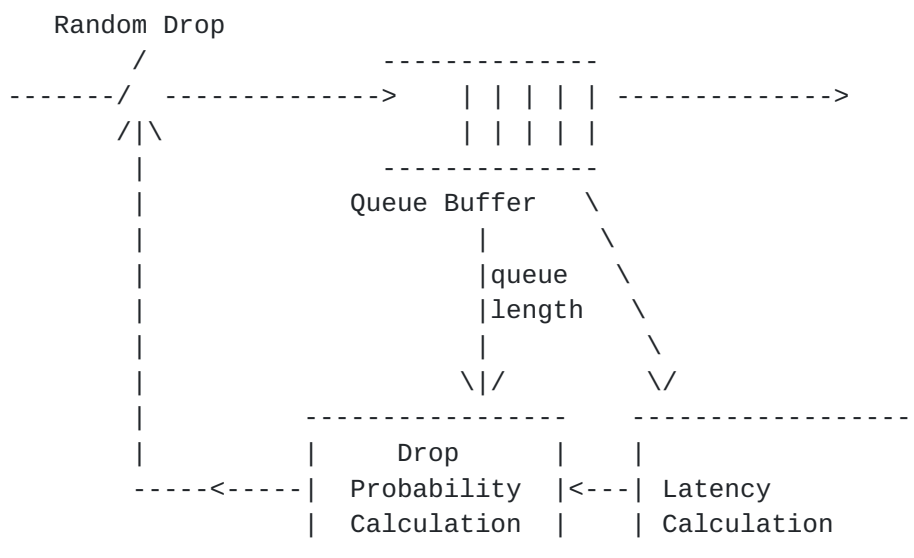 Random Drop
/ --------------
-------/ --------------> | | | | | -------------->
/|\ | | | | |
| --------------
| Queue Buffer \
| | \
| |queue \
| |length \
| | \
| \|/ \/
| ----------------- ------------------
| | Drop | |
-----<-----| Probability |<---| Latency
| Calculation | | Calculation